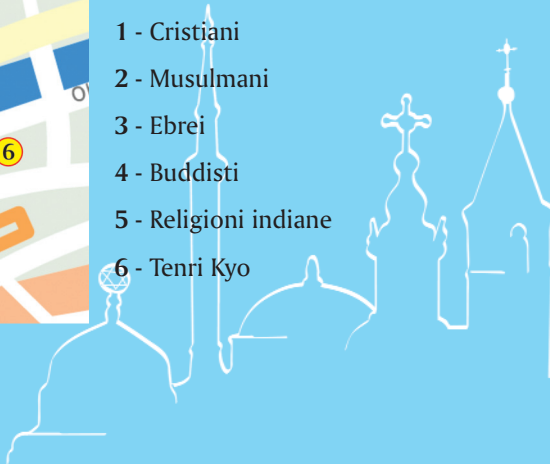 1 - Cristiani
2 - Musulmani
3 - Ebrei
4 - Buddisti
5 - Religioni indiane
6 - Tenri Kyo
6